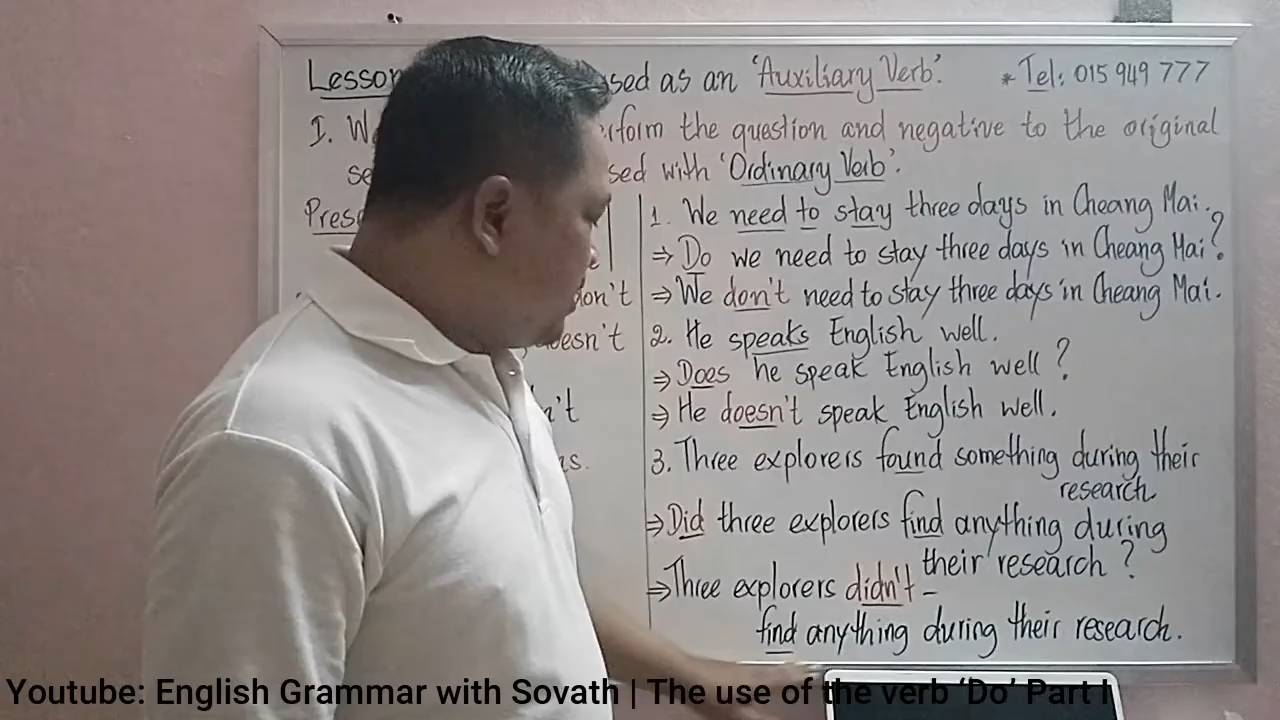 Lesson sed as an ‘Auxiliary Verb’. * Tel: 015 949 777
I. W form the question and negative to the original
se sed with ‘Ordinary Verb’.
Pres
don't
doesn't
n't
ns.
1. We need to stay three days in Cheang Mai.
⇒ Do we need to stay three days in Cheang Mai?
⇒ We don't need to stay three days in Cheang Mai.
2. He speaks English well.
⇒ Does he speak English well?
⇒ He doesn't speak English well.
3. Three explorers found something during their
research
⇒ Did three explorers find anything during
their research?
⇒ Three explorers didn't –
find anything during their research.
Youtube: English Grammar with Sovath | The use of the verb ‘Do’ Part I